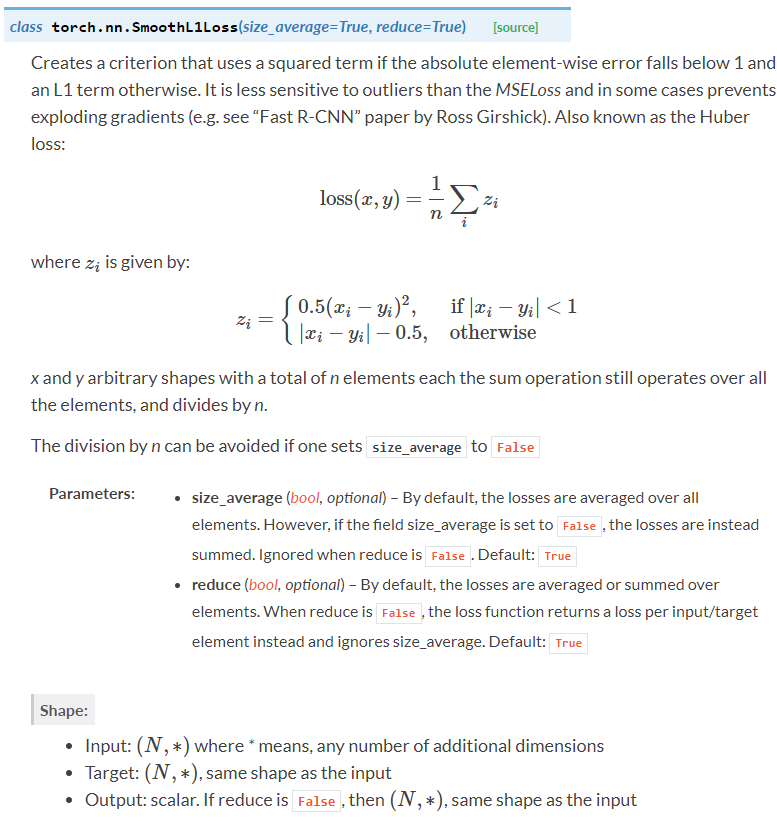 class torch.nn.SmoothL1Loss(size_average=True, reduce=True) [source]
Creates a criterion that uses a squared term if the absolute element-wise error falls below 1 and
an L1 term otherwise. It is less sensitive to outliers than the MSELoss and in some cases prevents
exploding gradients (e.g. see “Fast R-CNN” paper by Ross Girshick). Also known as the Huber
loss:
loss(x, y) = 1/n ∑_i z_i
where z_i is given by:
z_i = { 0.5(x_i − y_i)², if |x_i − y_i| < 1
|x_i − y_i| − 0.5, otherwise
x and y arbitrary shapes with a total of n elements each the sum operation still operates over all
the elements, and divides by n.
The division by n can be avoided if one sets size_average to False
Parameters:
• size_average (bool, optional) – By default, the losses are averaged over all
elements. However, if the field size_average is set to False, the losses are instead
summed. Ignored when reduce is False. Default: True
• reduce (bool, optional) – By default, the losses are averaged or summed over
elements. When reduce is False, the loss function returns a loss per input/target
element instead and ignores size_average. Default: True
Shape:
• Input: (N, ∗) where * means, any number of additional dimensions
• Target: (N, ∗), same shape as the input
• Output: scalar. If reduce is False, then (N, ∗), same shape as the input